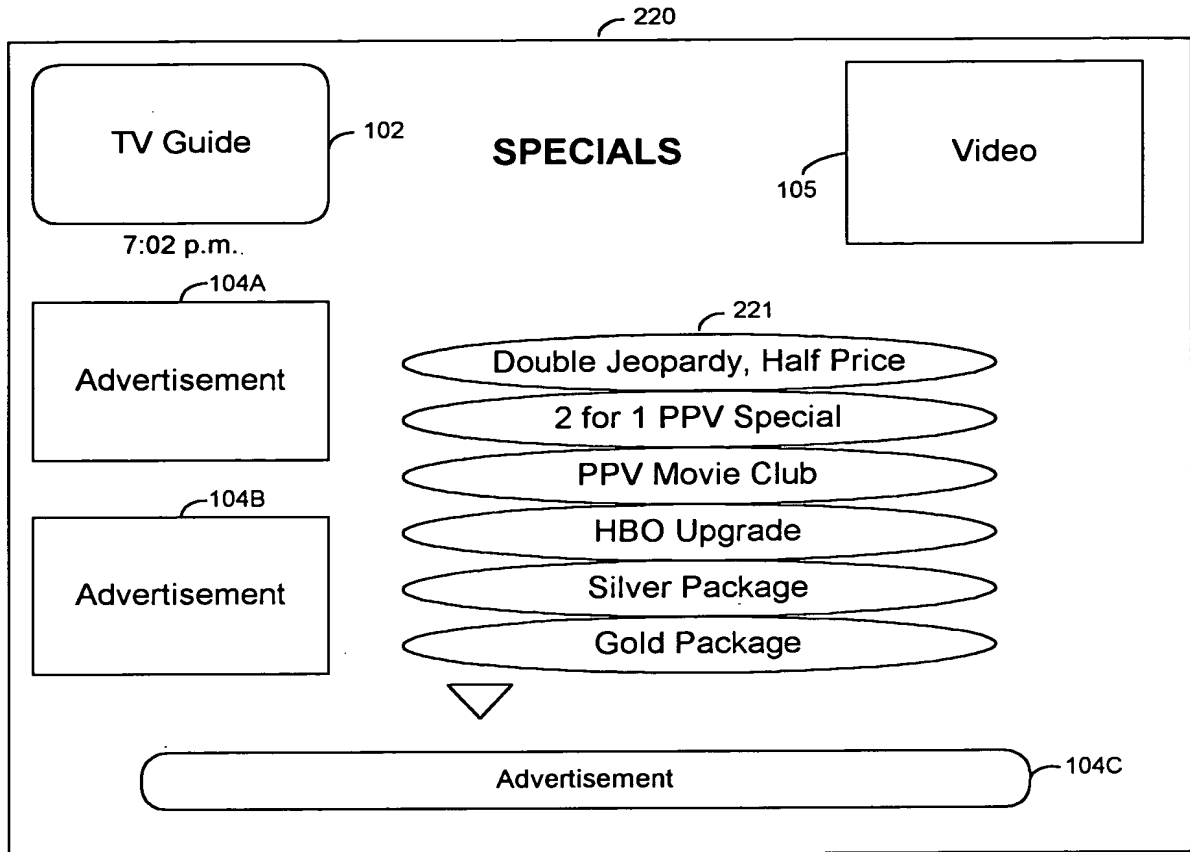 220
TV Guide
102
SPECIALS
Video
105
7:02 p.m.
104A
Advertisement
221
Double Jeopardy, Half Price
2 for 1 PPV Special
PPV Movie Club
HBO Upgrade
Silver Package
Gold Package
104B
Advertisement
Advertisement
104C